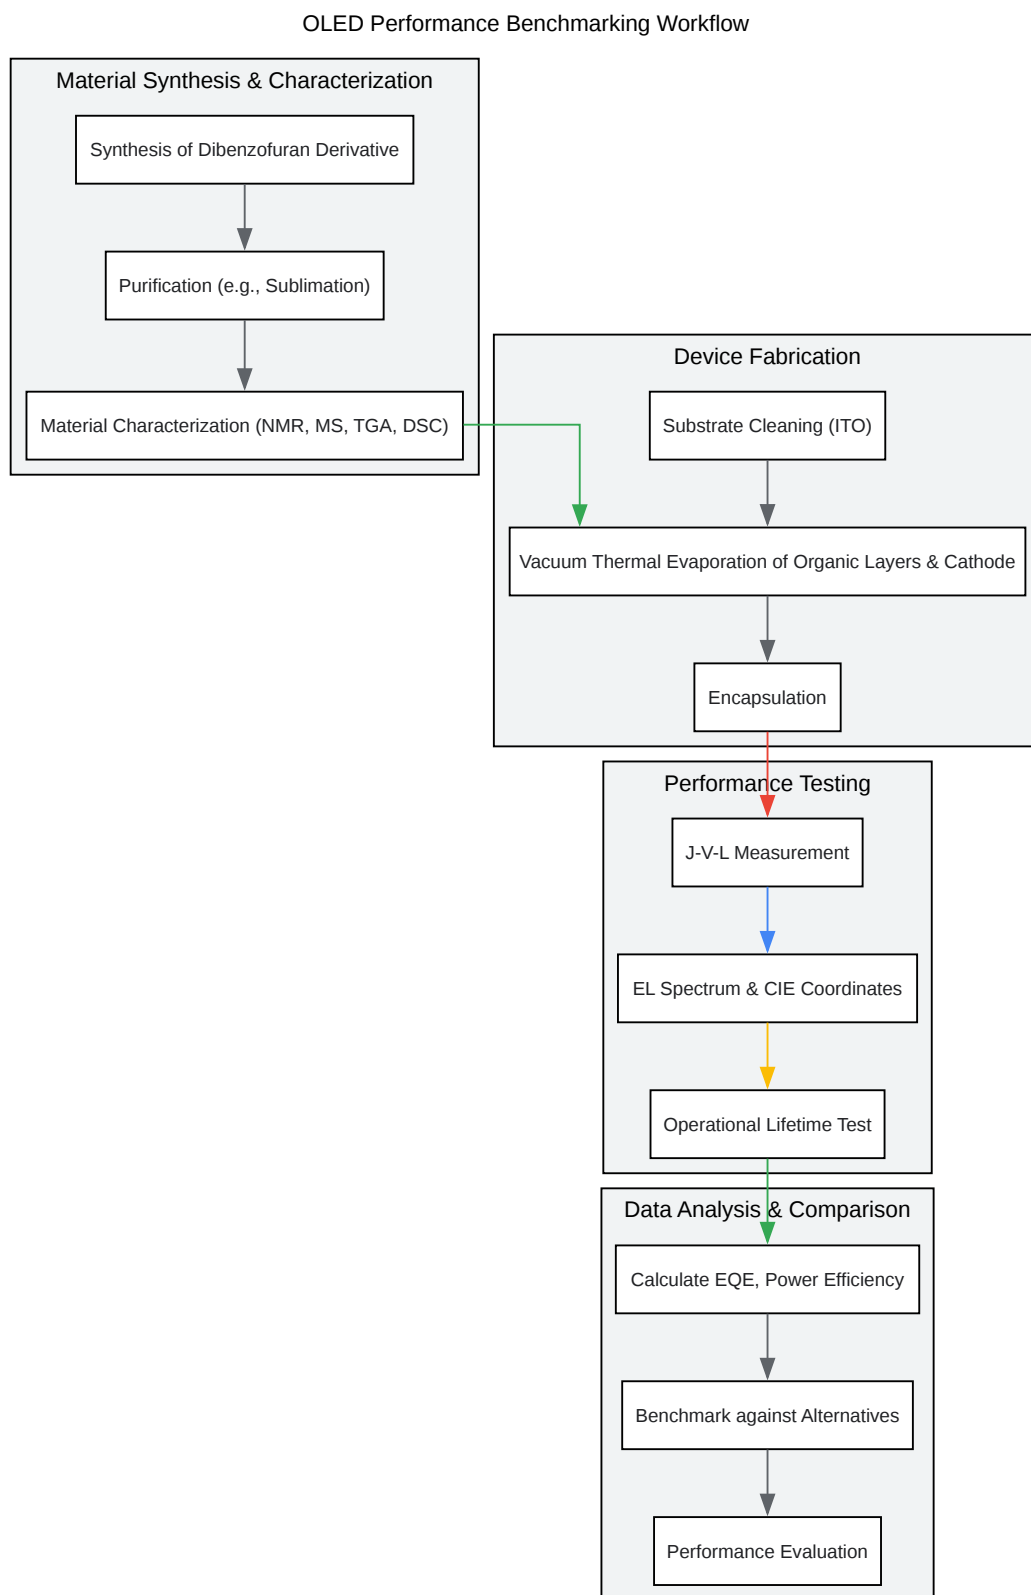 OLED Performance Benchmarking Workflow
Material Synthesis & Characterization
Synthesis of Dibenzofuran Derivative
Purification (e.g., Sublimation)
Material Characterization (NMR, MS, TGA, DSC)
Device Fabrication
Substrate Cleaning (ITO)
Vacuum Thermal Evaporation of Organic Layers & Cathode
Encapsulation
Performance Testing
J-V-L Measurement
EL Spectrum & CIE Coordinates
Operational Lifetime Test
Data Analysis & Comparison
Calculate EQE, Power Efficiency
Benchmark against Alternatives
Performance Evaluation